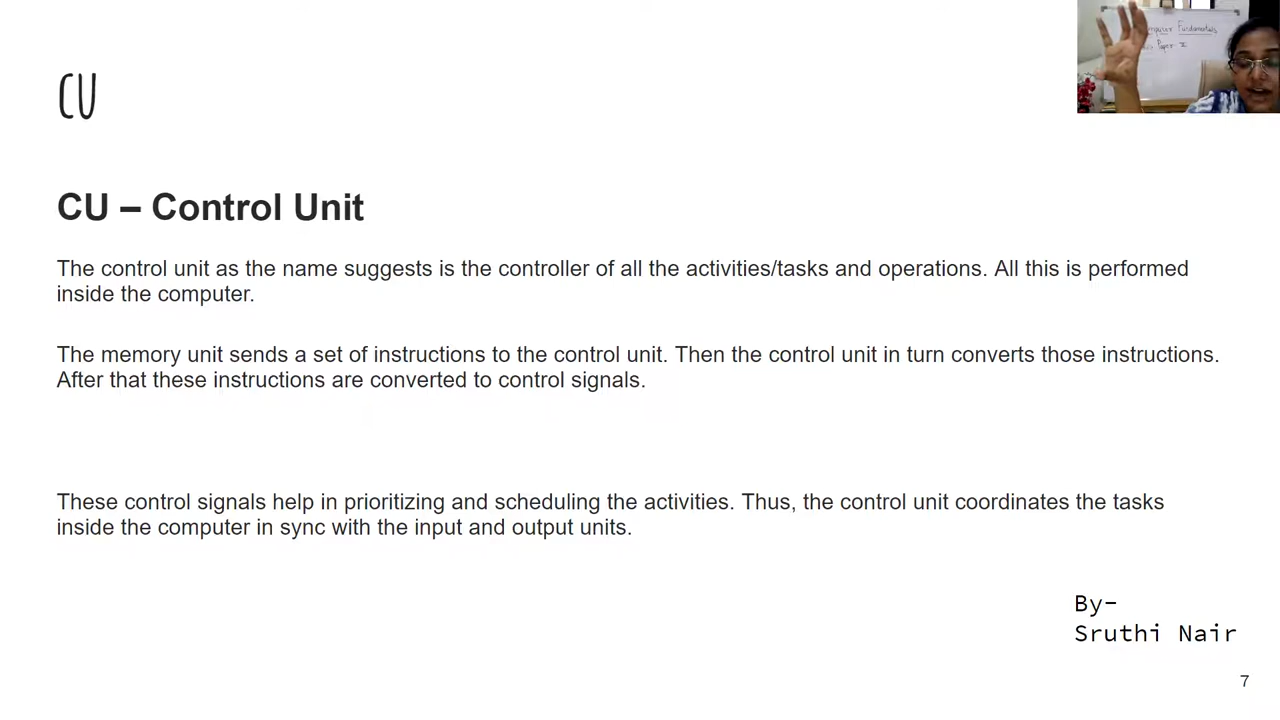 CU
Fundamentals
Paper I
CU – Control Unit
The control unit as the name suggests is the controller of all the activities/tasks and operations. All this is performed
inside the computer.
The memory unit sends a set of instructions to the control unit. Then the control unit in turn converts those instructions.
After that these instructions are converted to control signals.
These control signals help in prioritizing and scheduling the activities. Thus, the control unit coordinates the tasks
inside the computer in sync with the input and output units.
By-
Sruthi Nair
7